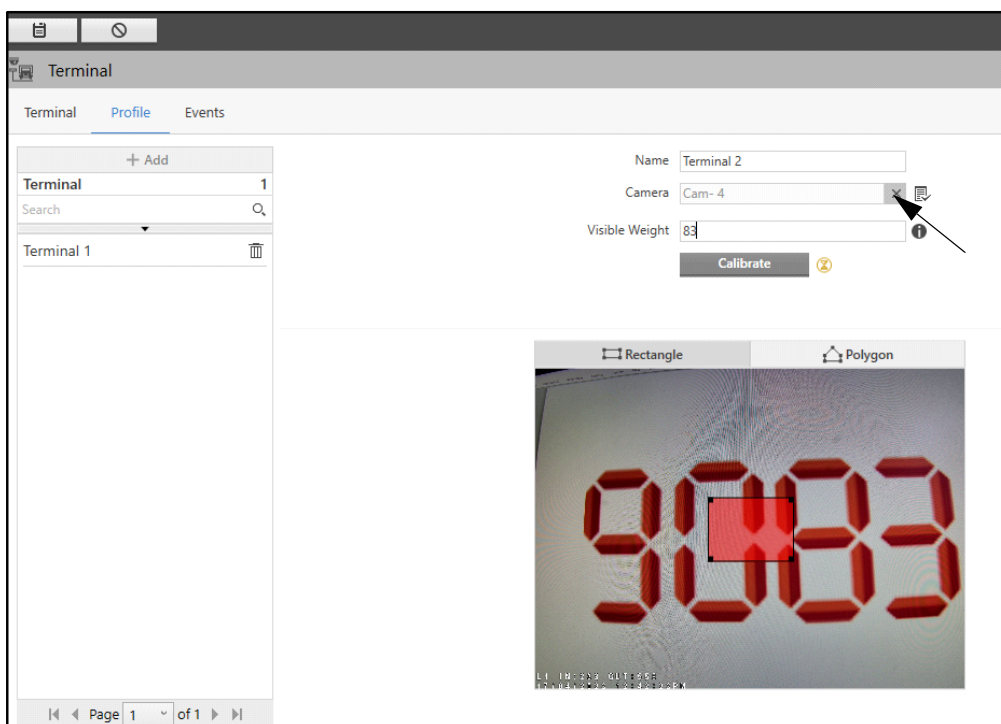 Terminal
Terminal Profile Events
+ Add
Terminal 1
Search
Terminal 1
Page 1 of 1
Name Terminal 2
Camera Cam- 4
Visible Weight 83
Calibrate
Rectangle Polygon
9083